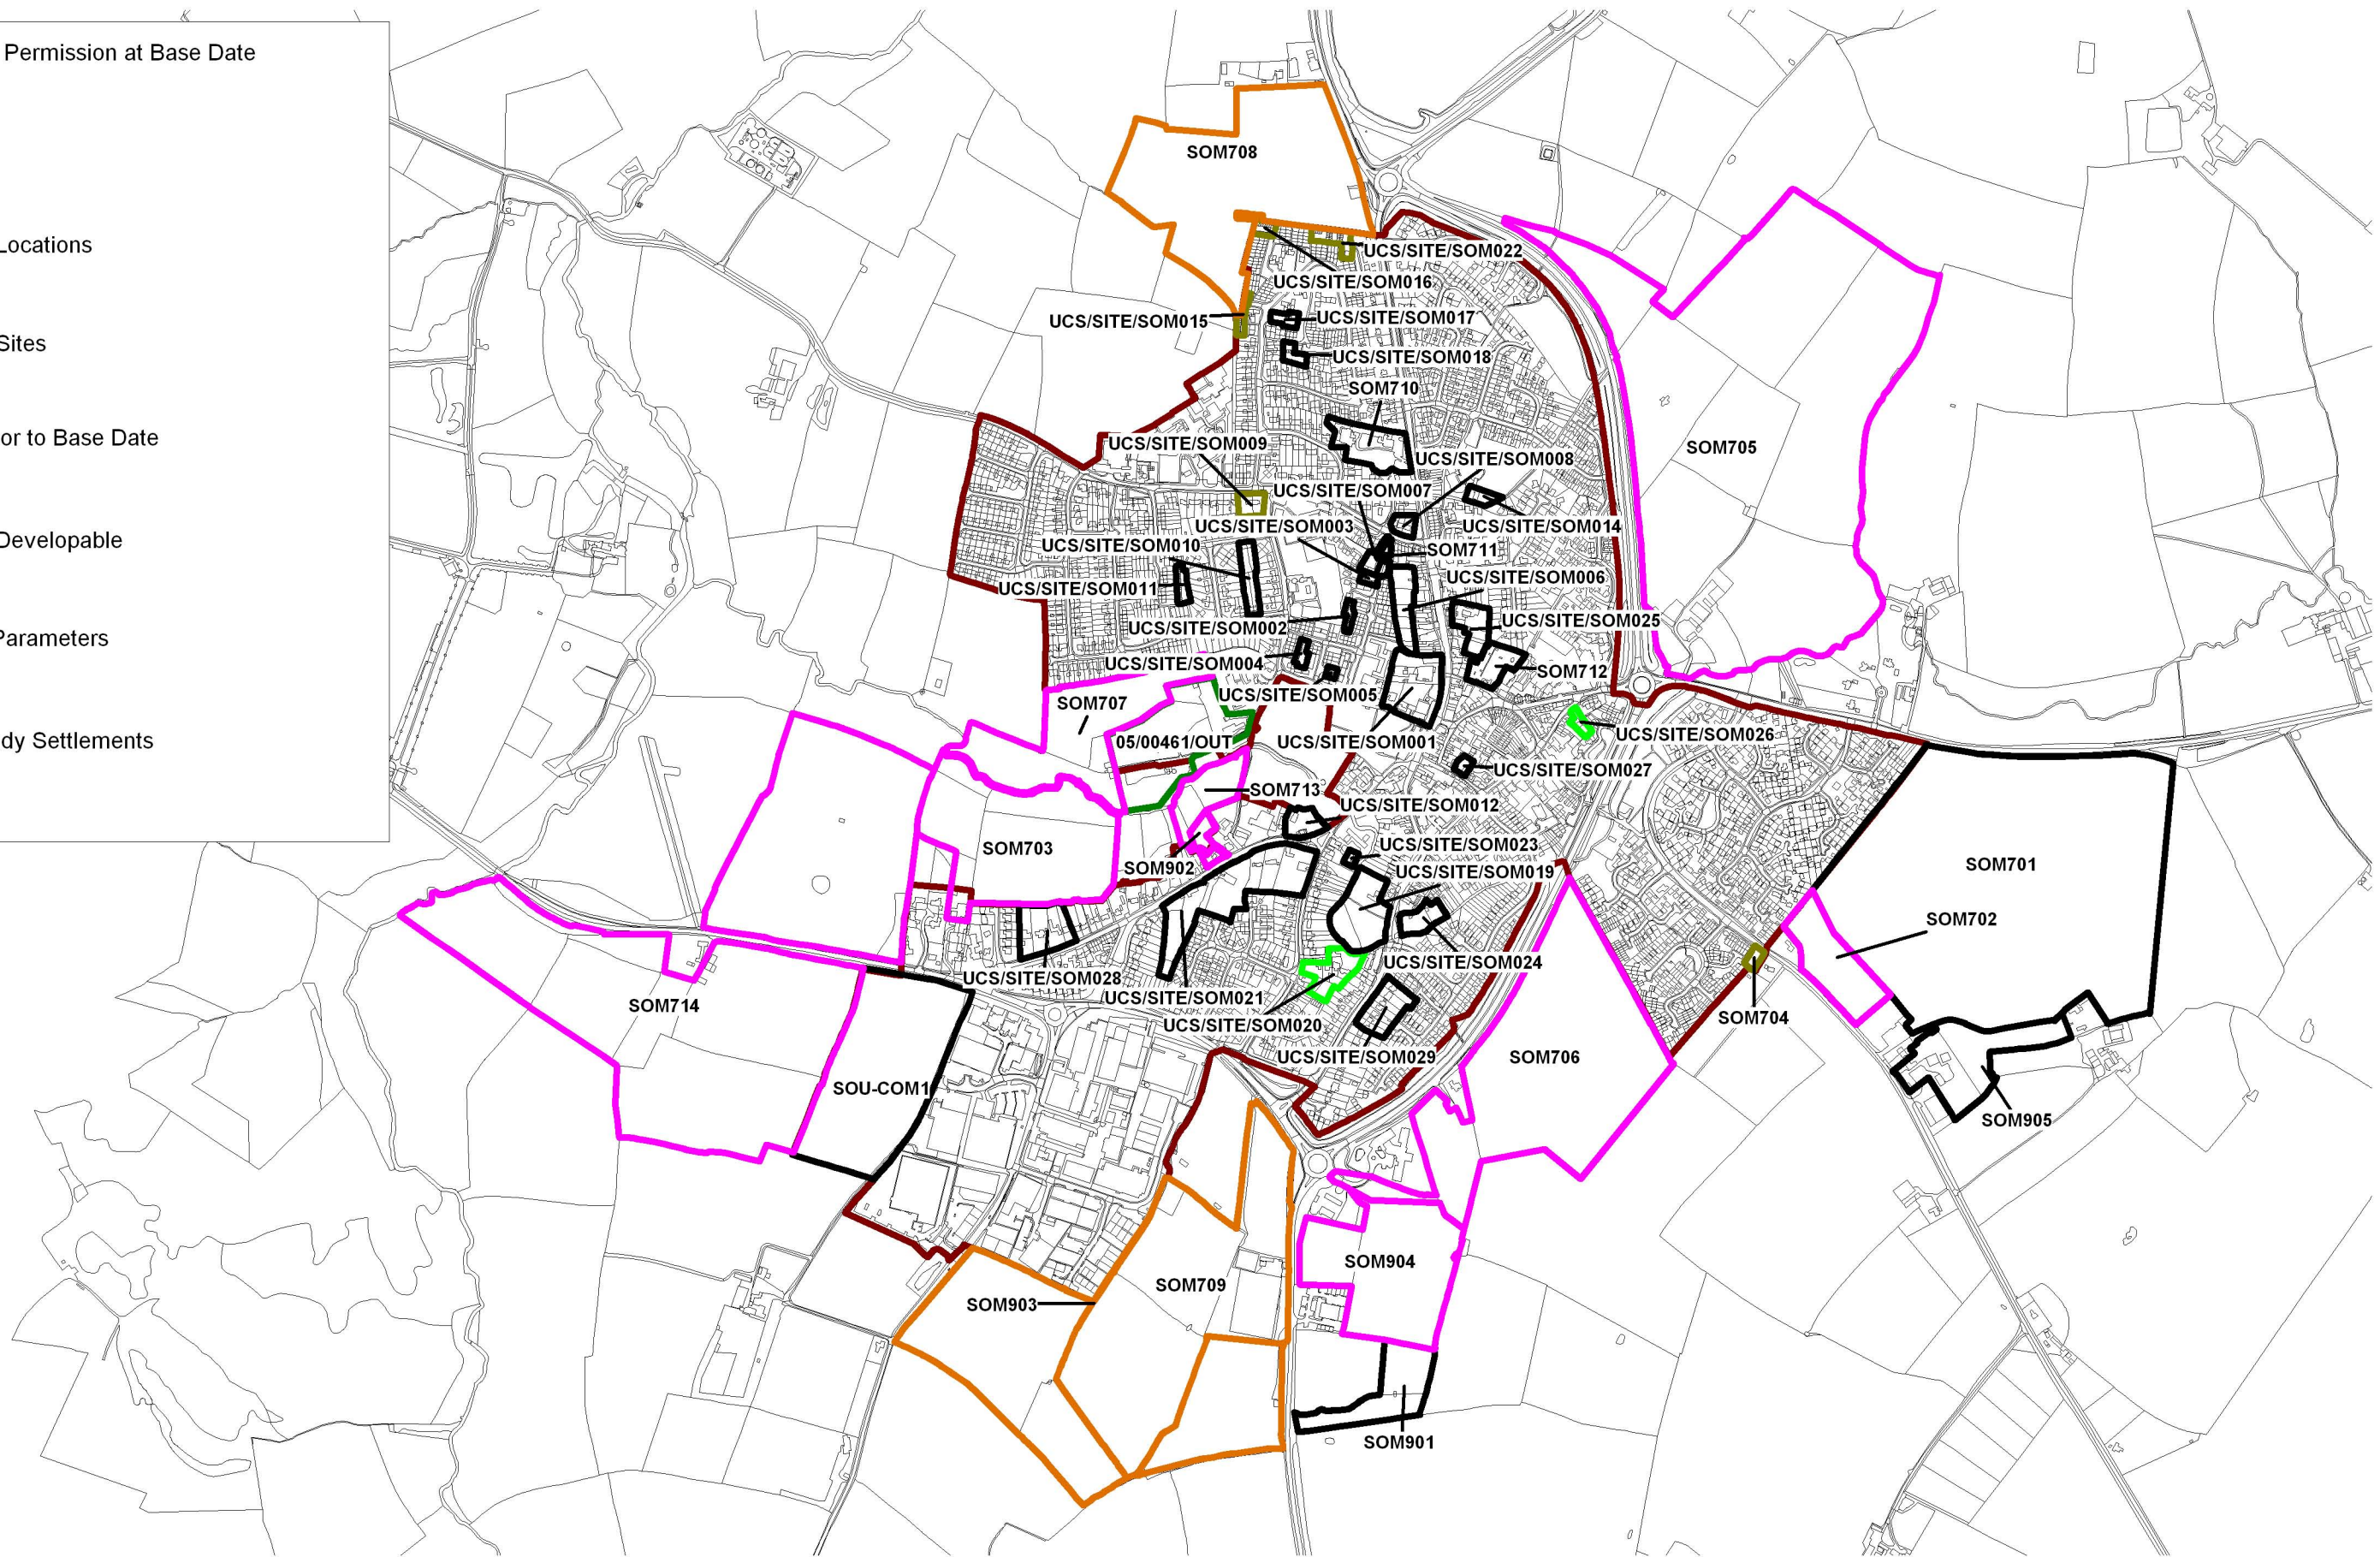 Permission at Base Date
Locations
Sites
or to Base Date
Developable
Parameters
dy Settlements
SOM708
UCS/SITE/SOM022
UCS/SITE/SOM016
UCS/SITE/SOM015
UCS/SITE/SOM017
UCS/SITE/SOM018
SOM710
UCS/SITE/SOM009
SOM705
UCS/SITE/SOM008
UCS/SITE/SOM007
UCS/SITE/SOM003
UCS/SITE/SOM014
UCS/SITE/SOM010
SOM711
UCS/SITE/SOM006
UCS/SITE/SOM011
UCS/SITE/SOM002
UCS/SITE/SOM025
UCS/SITE/SOM004
SOM712
UCS/SITE/SOM005
SOM707
05/00461/OUT
UCS/SITE/SOM001
UCS/SITE/SOM026
UCS/SITE/SOM027
SOM713
UCS/SITE/SOM012
SOM703
UCS/SITE/SOM023
SOM902
UCS/SITE/SOM019
SOM701
SOM702
UCS/SITE/SOM024
UCS/SITE/SOM028
UCS/SITE/SOM021
SOM714
SOM704
UCS/SITE/SOM020
UCS/SITE/SOM029
SOM706
SOU-COM1
SOM905
SOM904
SOM709
SOM903
SOM901